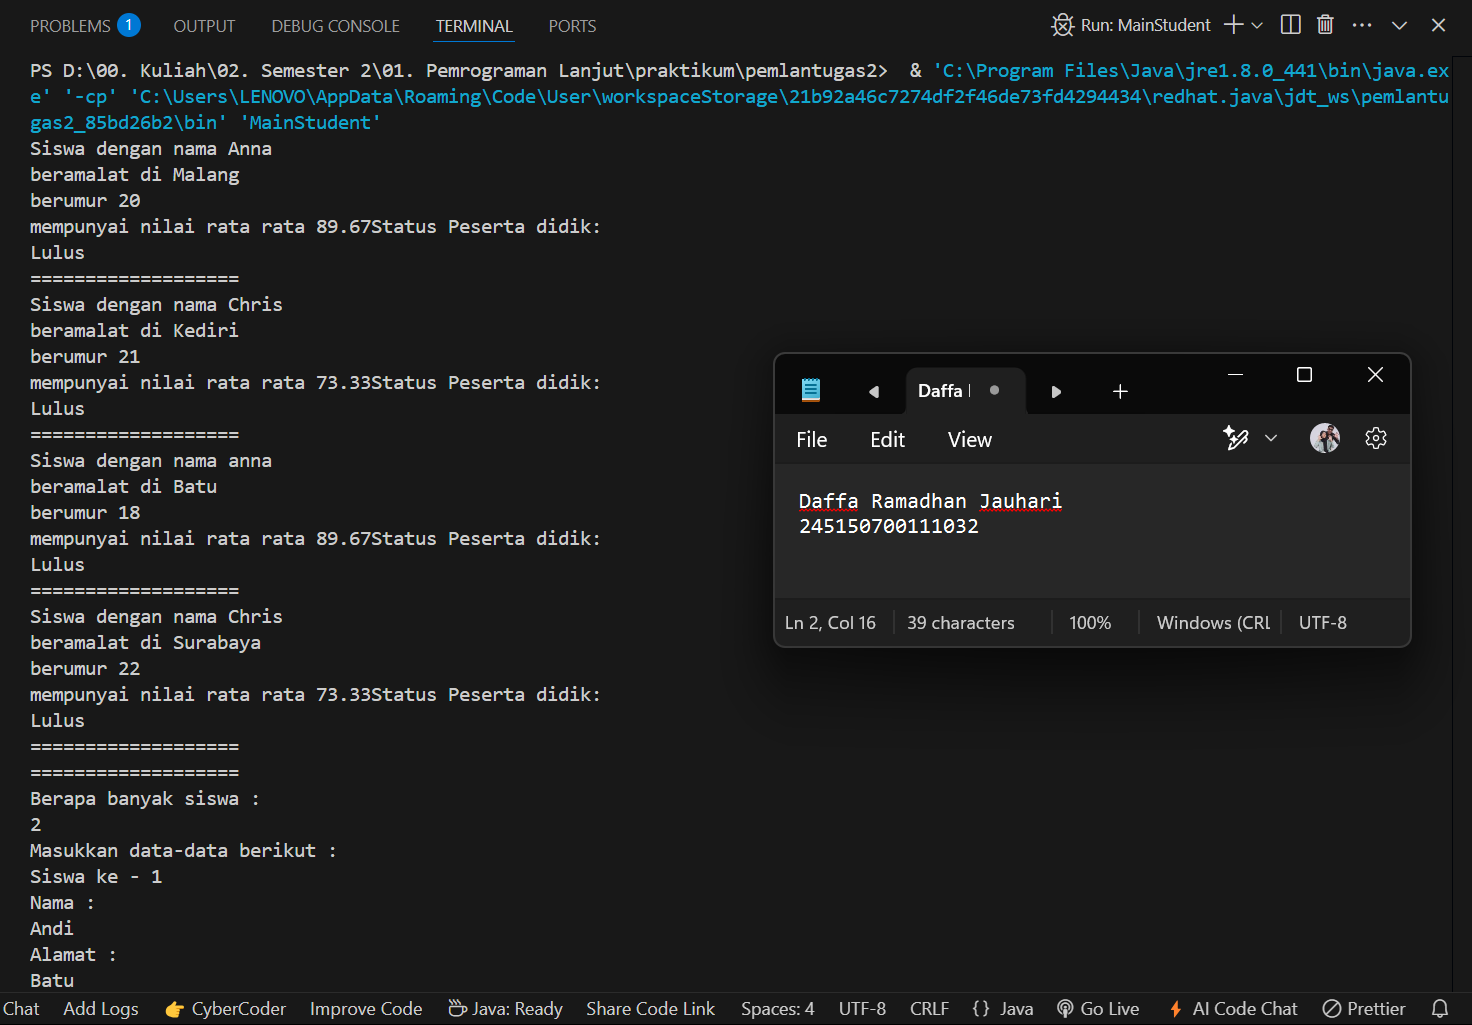 PROBLEMS 1 OUTPUT DEBUG CONSOLE TERMINAL PORTS Run: MainStudent
PS D:\00. Kuliah\02. Semester 2\01. Pemrograman Lanjut\praktikum\pemlantugas2>  & 'C:\Program Files\Java\jre1.8.0_441\bin\java.ex
e' '-cp' 'C:\Users\LENOVO\AppData\Roaming\Code\User\workspaceStorage\21b92a46c7274df2f46de73fd4294434\redhat.java\jdt_ws\pemlantu
gas2_85bd26b2\bin' 'MainStudent'
Siswa dengan nama Anna
beramalat di Malang
berumur 20
mempunyai nilai rata rata 89.67Status Peserta didik:
Lulus
===================
Siswa dengan nama Chris
beramalat di Kediri
berumur 21
mempunyai nilai rata rata 73.33Status Peserta didik:
Lulus
===================
Siswa dengan nama anna
beramalat di Batu
berumur 18
mempunyai nilai rata rata 89.67Status Peserta didik:
Lulus
===================
Siswa dengan nama Chris
beramalat di Surabaya
berumur 22
mempunyai nilai rata rata 73.33Status Peserta didik:
Lulus
===================
===================
Berapa banyak siswa :
2
Masukkan data-data berikut :
Siswa ke - 1
Nama :
Andi
Alamat :
Batu
Daffa
File Edit View
Daffa Ramadhan Jauhari
245150700111032
Ln 2, Col 16 39 characters 100% Windows (CRL UTF-8
Chat Add Logs CyberCoder Improve Code Java: Ready Share Code Link Spaces: 4 UTF-8 CRLF {} Java Go Live AI Code Chat Prettier